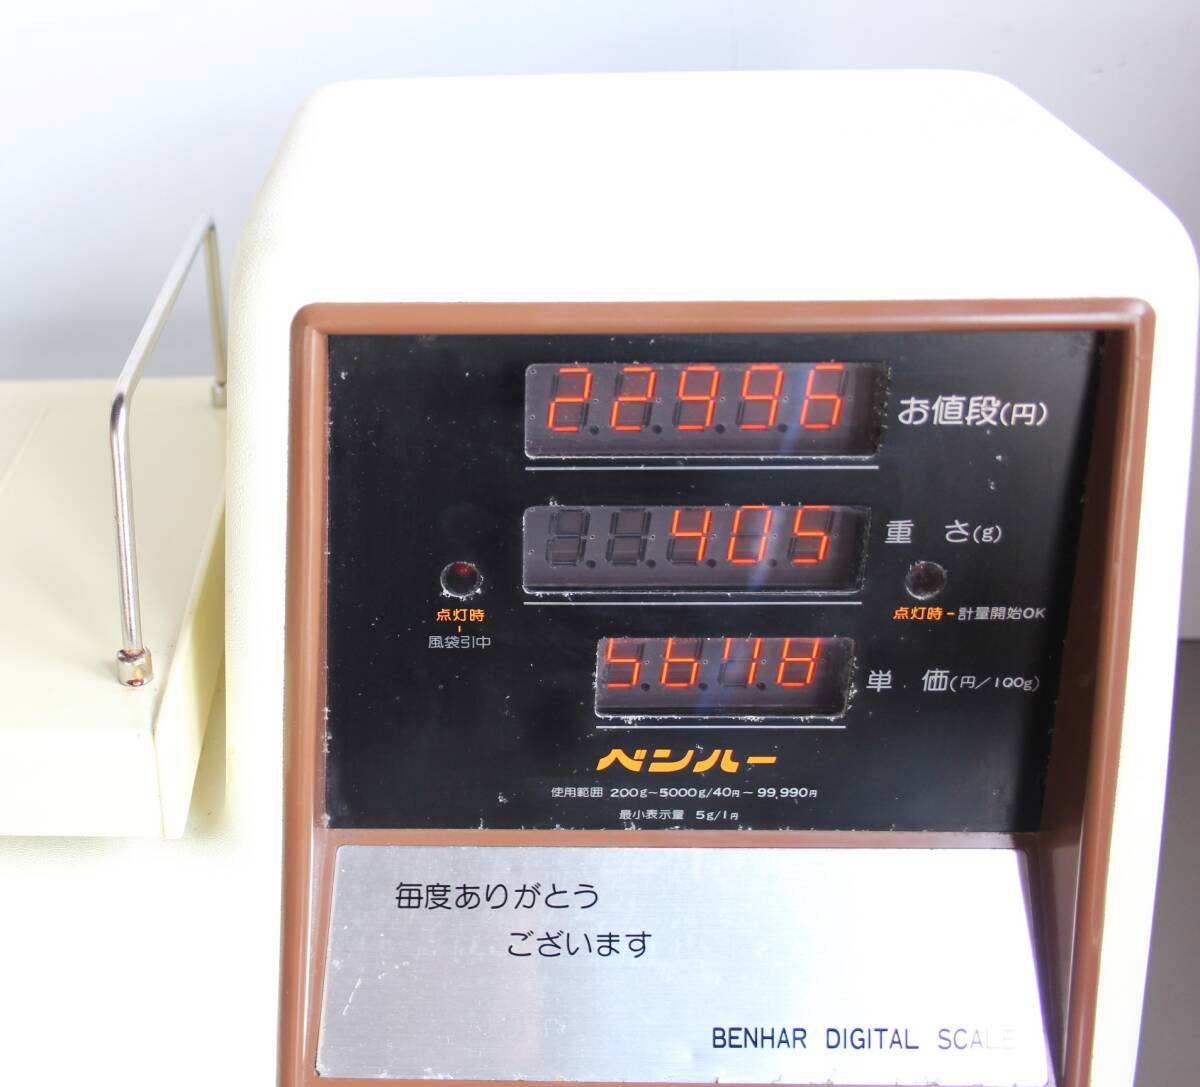 22996 お値段(円)
405 重さ(g)
点灯時-風袋引中
点灯時-計量開始OK
5678 単価(円/100g)
ベンハー
使用範囲 200g~5000g/40円~99,990円
最小表示量 5g/1円
毎度ありがとう
ございます
BENHAR DIGITAL SCALE